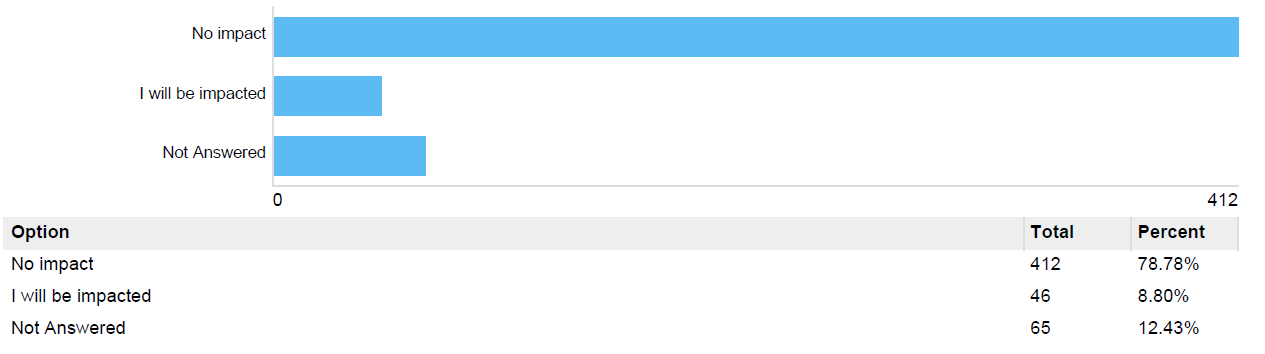 No impact
I will be impacted
Not Answered
0 412
Option Total Percent
No impact 412 78.78%
I will be impacted 46 8.80%
Not Answered 65 12.43%